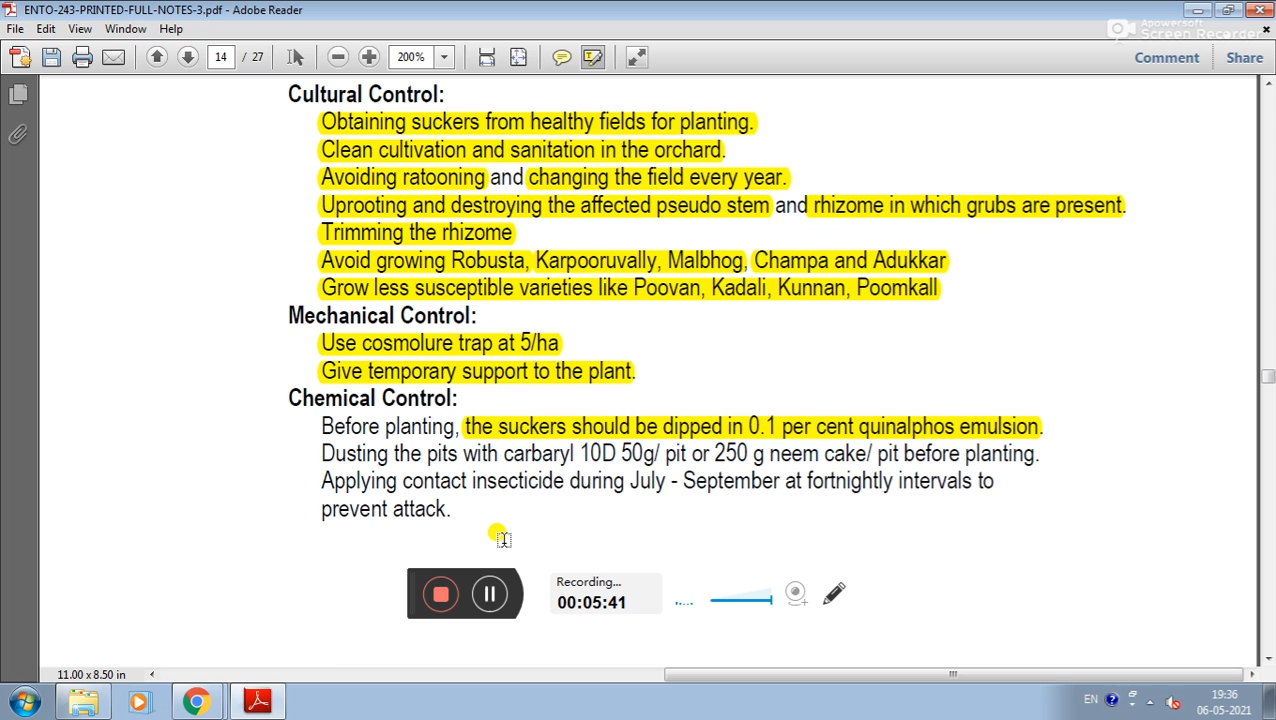 ENTO-243-PRINTED-FULL-NOTES-3.pdf - Adobe Reader
Apowersoft
Screen Recorder
File Edit View Window Help
14 / 27 200% Comment Share
Cultural Control:
Obtaining suckers from healthy fields for planting.
Clean cultivation and sanitation in the orchard.
Avoiding ratooning and changing the field every year.
Uprooting and destroying the affected pseudo stem and rhizome in which grubs are present.
Trimming the rhizome
Avoid growing Robusta, Karpooruvally, Malbhog, Champa and Adukkar
Grow less susceptible varieties like Poovan, Kadali, Kunnan, Poomkall
Mechanical Control:
Use cosmolure trap at 5/ha
Give temporary support to the plant.
Chemical Control:
Before planting, the suckers should be dipped in 0.1 per cent quinalphos emulsion.
Dusting the pits with carbaryl 10D 50g/ pit or 250 g neem cake/ pit before planting.
Applying contact insecticide during July - September at fortnightly intervals to
prevent attack.
Recording...
00:05:41
11.00 x 8.50 in
EN 19:36
06-05-2021